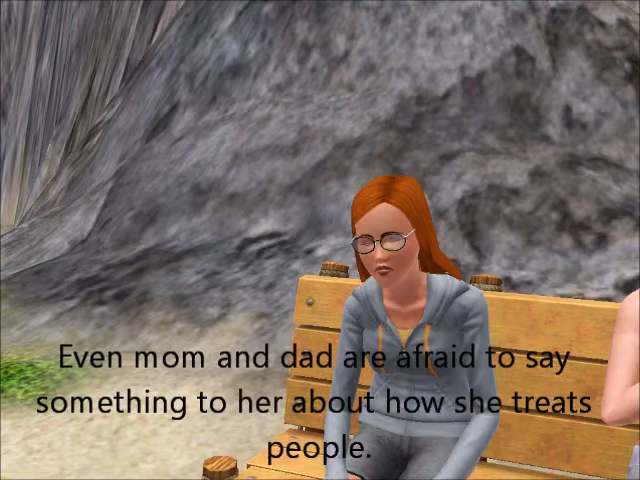 Even mom and dad are afraid to say
something to her about how she treats
people.